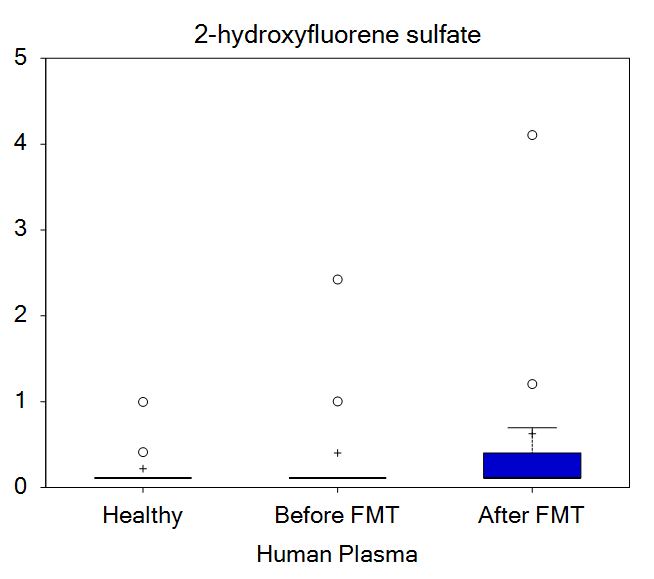 2-hydroxyfluorene sulfate
5
4
3
2
1
0
Healthy Before FMT After FMT
Human Plasma